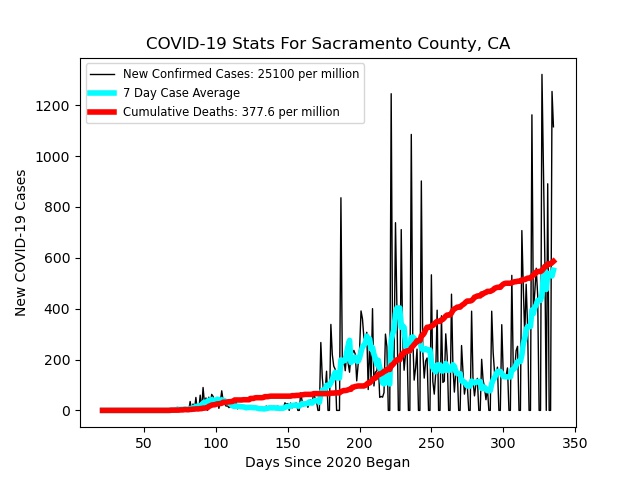 COVID-19 Stats For Sacramento County, CA
New Confirmed Cases: 25100 per million
7 Day Case Average
Cumulative Deaths: 377.6 per million
New COVID-19 Cases
1200
1000
800
600
400
200
0
50
100
150
200
250
300
350
Days Since 2020 Began